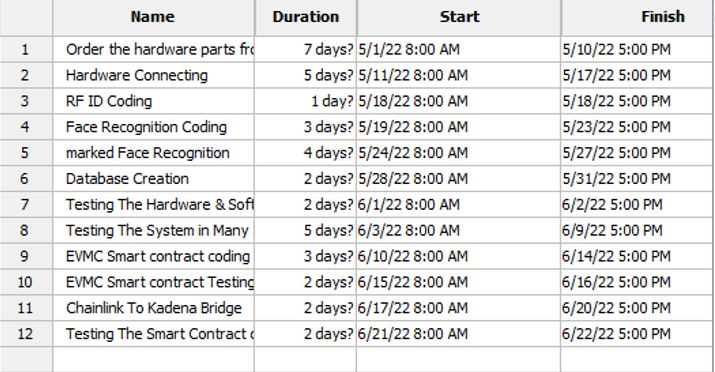 Name Duration Start Finish
1 Order the hardware parts fro 7 days? 5/1/22 8:00 AM 5/10/22 5:00 PM
2 Hardware Connecting 5 days? 5/11/22 8:00 AM 5/17/22 5:00 PM
3 RF ID Coding 1 day? 5/18/22 8:00 AM 5/18/22 5:00 PM
4 Face Recognition Coding 3 days? 5/19/22 8:00 AM 5/23/22 5:00 PM
5 marked Face Recognition 4 days? 5/24/22 8:00 AM 5/27/22 5:00 PM
6 Database Creation 2 days? 5/28/22 8:00 AM 5/31/22 5:00 PM
7 Testing The Hardware & Soft 2 days? 6/1/22 8:00 AM 6/2/22 5:00 PM
8 Testing The System in Many 5 days? 6/3/22 8:00 AM 6/9/22 5:00 PM
9 EVMC Smart contract coding 3 days? 6/10/22 8:00 AM 6/14/22 5:00 PM
10 EVMC Smart contract Testing 2 days? 6/15/22 8:00 AM 6/16/22 5:00 PM
11 Chainlink To Kadena Bridge 2 days? 6/17/22 8:00 AM 6/20/22 5:00 PM
12 Testing The Smart Contract 2 days? 6/21/22 8:00 AM 6/22/22 5:00 PM